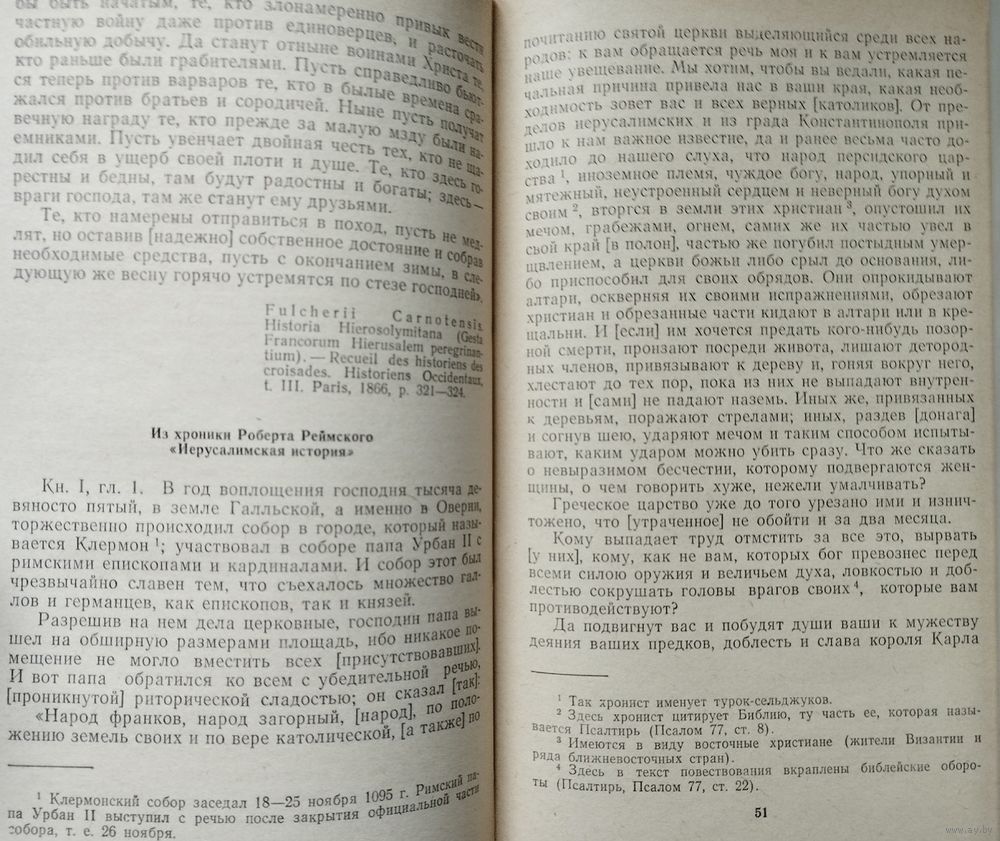 бы быть начатым, те, кто злонамеренно привык вести
частную войну даже против единоверцев, и расточать
обильную добычу. Да станут отныне воинами Христа те,
кто раньше были грабителями. Пусть справедливо бьют-
ся теперь против варваров те, кто в былые времена сра-
жался против братьев и сородичей. Ныне пусть получат
вечную награду те, кто прежде за малую мзду были на-
емниками. Пусть увенчает двойная честь тех, кто не ща-
дил себя в ущерб своей плоти и душе. Те, кто здесь го-
рестны и бедны, там будут радостны и богаты; здесь —
враги господа, там же станут ему друзьями.
Те, кто намерены отправиться в поход, пусть не мед-
лят, но оставив [надежно] собственное достояние и собрав
необходимые средства, пусть с окончанием зимы, в сле-
дующую же весну горячо устремятся по стезе господней».
Fulcherii Carnotensis.
Historia Hierosolymitana (Gesta
Francorum Hierusalem peregrinan-
tium). — Recueil des historiens des
croisades. Historiens Occidentaux,
t. III. Paris, 1866, p. 321—324.
Из хроники Роберта Реймского
«Иерусалимская история»
Кн. I, гл. 1. В год воплощения господня тысяча де-
вяносто пятый, в земле Галльской, а именно в Оверни,
торжественно происходил собор в городе, который назы-
вается Клермон ¹; участвовал в соборе папа Урбан II с
римскими епископами и кардиналами. И собор этот был
чрезвычайно славен тем, что съехалось множество гал-
лов и германцев, как епископов, так и князей.
Разрешив на нем дела церковные, господин папа вы-
шел на обширную размерами площадь, ибо никакое по-
мещение не могло вместить всех [присутствовавших].
И вот папа обратился ко всем с убедительной речью,
[проникнутой] риторической сладостью; он сказал [так]:
«Народ франков, народ загорный, [народ], по поло-
жению земель своих и по вере католической, [а также] по
¹ Клермонский собор заседал 18—25 ноября 1095 г. Римский па-
па Урбан II выступил с речью после закрытия официальной части
собора, т. е. 26 ноября.
почитанию святой церкви выделяющийся среди всех на-
родов: к вам обращается речь моя и к вам устремляется
наше увещевание. Мы хотим, чтобы вы ведали, какая пе-
чальная причина привела нас в ваши края, какая необ-
ходимость зовет вас и всех верных [католиков]. От пре-
делов иерусалимских и из града Константинополя при-
шло к нам важное известие, да и ранее весьма часто до-
ходило до нашего слуха, что народ персидского цар-
ства ¹, иноземное племя, чуждое богу, народ, упорный и
мятежный, неустроенный сердцем и неверный богу духом
своим ², вторгся в земли этих христиан ³, опустошил их
мечом, грабежами, огнем, самих же их частью увел в
свой край [в полон], частью же погубил постыдным умер-
щвлением, а церкви божьи либо срыл до основания, ли-
бо приспособил для своих обрядов. Они опрокидывают
алтари, оскверняя их своими испражнениями, обрезают
христиан и обрезанные части кидают в алтари или в кре-
щальни. И [если] им хочется предать кого-нибудь позор-
ной смерти, пронзают посреди живота, лишают детород-
ных членов, привязывают к дереву и, гоняя вокруг него,
хлестают до тех пор, пока из них не выпадают внутрен-
ности и [сами] не падают наземь. Иных же, привязанных
к деревьям, поражают стрелами; иных, раздев [донага]
и согнув шею, ударяют мечом и таким способом испыты-
вают, каким ударом можно убить сразу. Что же сказать
о невыразимом бесчестии, которому подвергаются жен-
щины, о чем говорить хуже, нежели умалчивать?
Греческое царство уже до того урезано ими и изнич-
тожено, что [утраченное] не обойти и за два месяца.
Кому выпадает труд отмстить за все это, вырвать
[у них], кому, как не вам, которых бог превознес перед
всеми силою оружия и величьем духа, ловкостью и доб-
лестью сокрушать головы врагов своих ⁴, которые вам
противодействуют?
Да подвигнут вас и побудят души ваши к мужеству
деяния ваших предков, доблесть и слава короля Карла
¹ Так хронист именует турок-сельджуков.
² Здесь хронист цитирует Библию, ту часть ее, которая назы-
вается Псалтирь (Псалом 77, ст. 8).
³ Имеются в виду восточные христиане (жители Византии и
ряда ближневосточных стран).
⁴ Здесь в текст повествования вкраплены библейские оборо-
ты (Псалтирь, Псалом 77, ст. 22).
51
www.ay.by